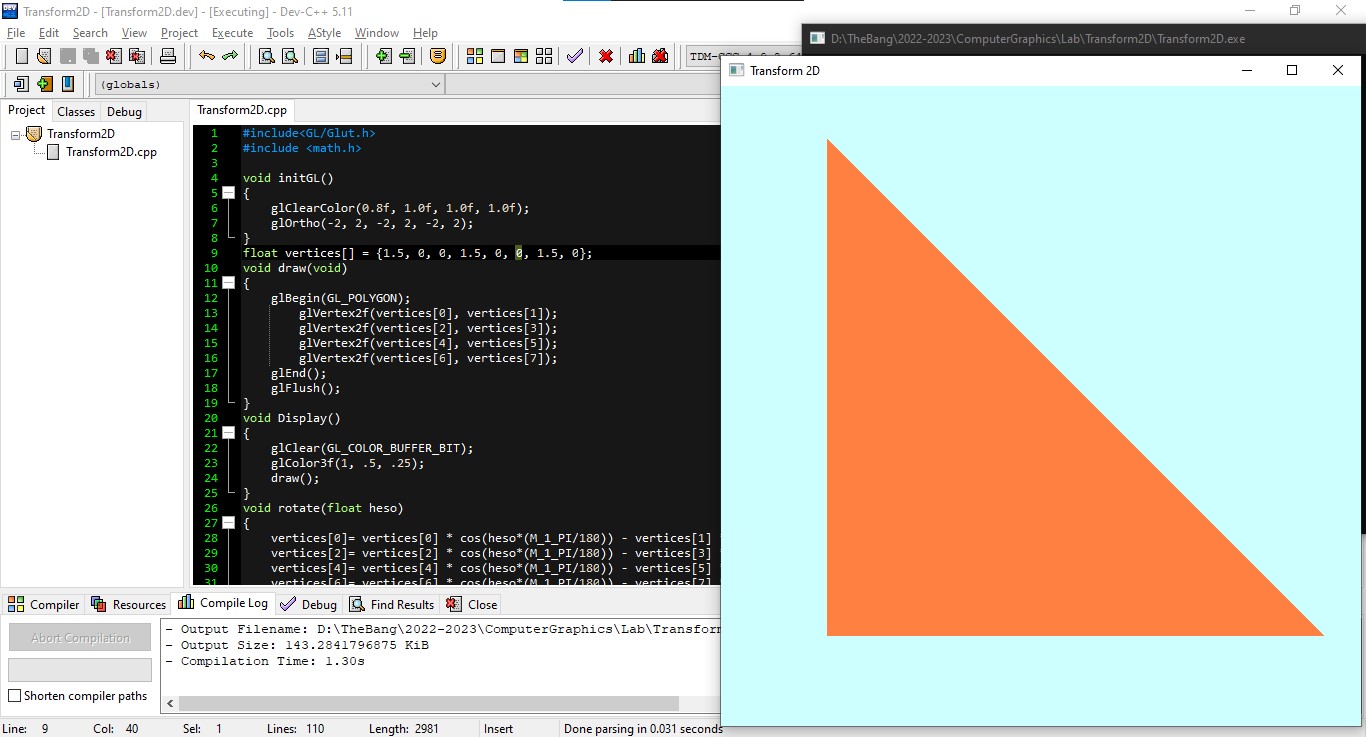 Transform2D - [Transform2D.dev] - [Executing] - Dev-C++ 5.11
File Edit Search View Project Execute Tools AStyle Window Help
(globals)
Project Classes Debug
Transform2D
Transform2D.cpp
Transform2D.cpp
1 #include<GL/Glut.h>
2 #include <math.h>
3
4 void initGL()
5 {
6 glClearColor(0.8f, 1.0f, 1.0f, 1.0f);
7 glOrtho(-2, 2, -2, 2, -2, 2);
8 }
9 float vertices[] = {1.5, 0, 0, 1.5, 0, 0, 1.5, 0};
10 void draw(void)
11 {
12 glBegin(GL_POLYGON);
13 glVertex2f(vertices[0], vertices[1]);
14 glVertex2f(vertices[2], vertices[3]);
15 glVertex2f(vertices[4], vertices[5]);
16 glVertex2f(vertices[6], vertices[7]);
17 glEnd();
18 glFlush();
19 }
20 void Display()
21 {
22 glClear(GL_COLOR_BUFFER_BIT);
23 glColor3f(1, .5, .25);
24 draw();
25 }
26 void rotate(float heso)
27 {
28 vertices[0]= vertices[0] * cos(heso*(M_1_PI/180)) - vertices[1]
29 vertices[2]= vertices[2] * cos(heso*(M_1_PI/180)) - vertices[3]
30 vertices[4]= vertices[4] * cos(heso*(M_1_PI/180)) - vertices[5]
31 vertices[6]= vertices[6] * cos(heso*(M_1_PI/180)) - vertices[7]
D:\TheBang\2022-2023\ComputerGraphics\Lab\Transform2D\Transform2D.exe
Transform 2D
Compiler Resources Compile Log Debug Find Results Close
Abort Compilation
Shorten compiler paths
- Output Filename: D:\TheBang\2022-2023\ComputerGraphics\Lab\Transform
- Output Size: 143.2841796875 KiB
- Compilation Time: 1.30s
Line: 9 Col: 40 Sel: 1 Lines: 110 Length: 2981 Insert Done parsing in 0.031 seconds